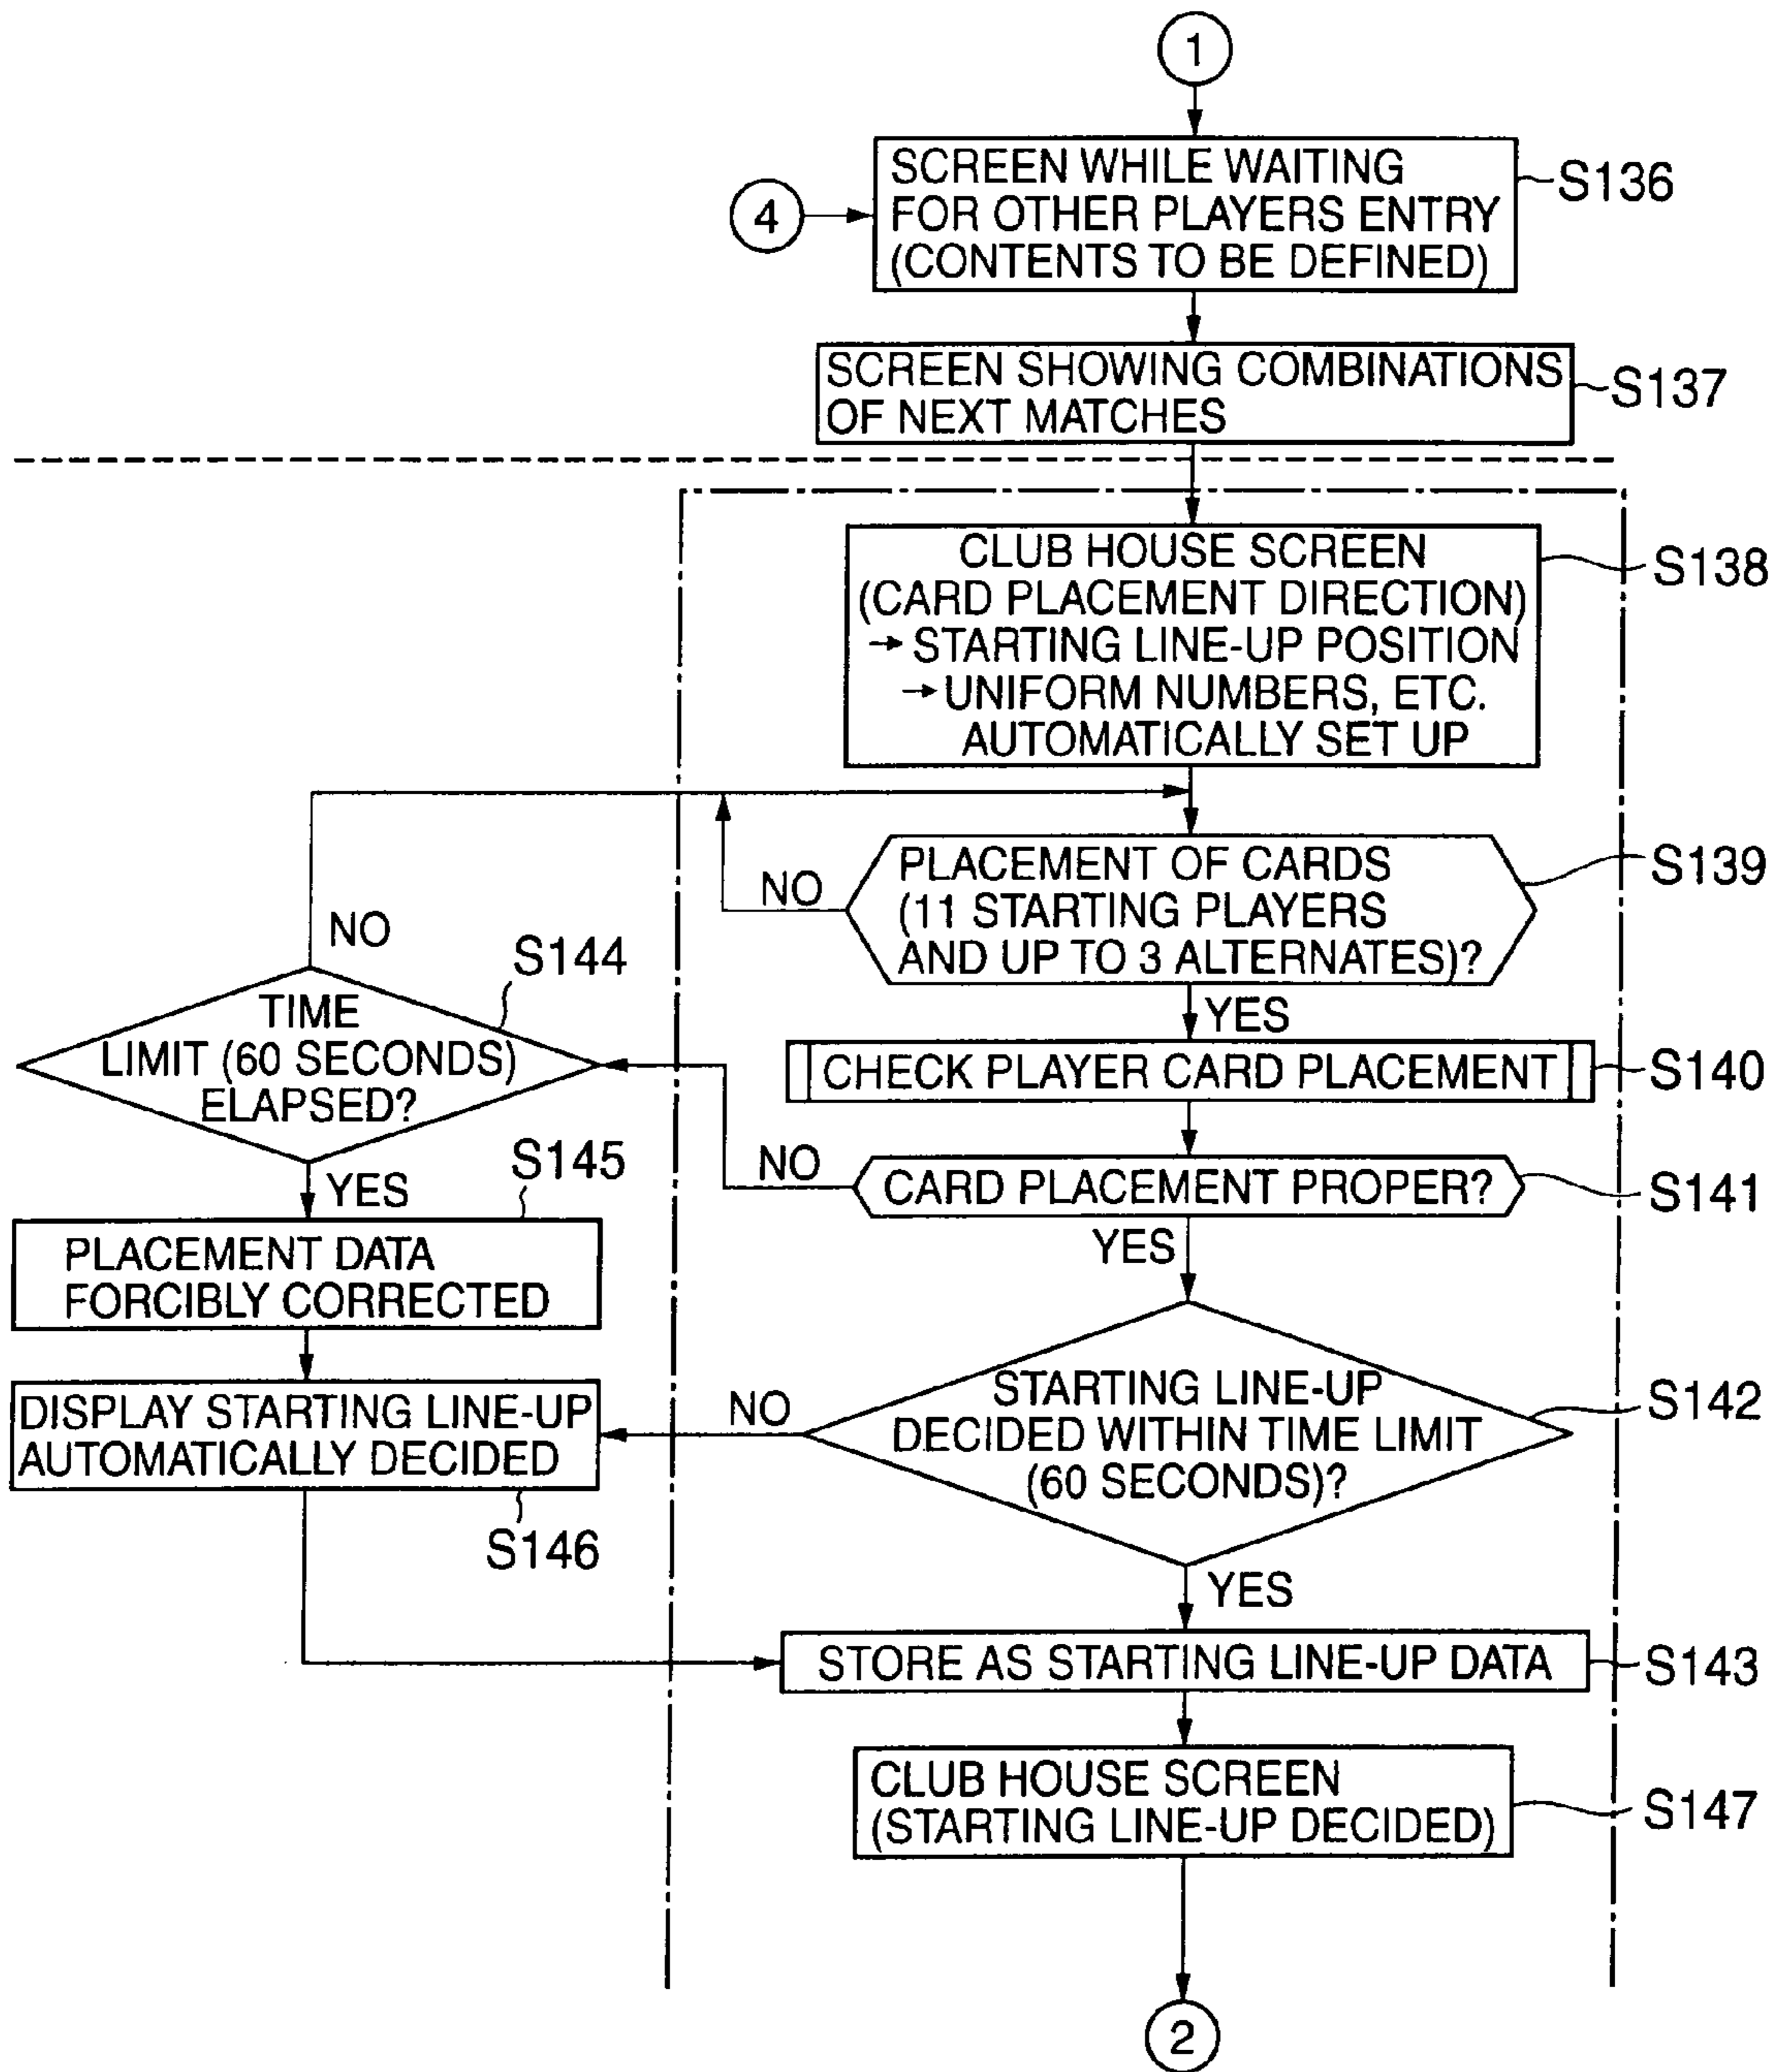 1
SCREEN WHILE WAITING
FOR OTHER PLAYERS ENTRY
(CONTENTS TO BE DEFINED)
S136
4
SCREEN SHOWING COMBINATIONS
OF NEXT MATCHES
S137
CLUB HOUSE SCREEN
(CARD PLACEMENT DIRECTION)
→ STARTING LINE-UP POSITION
→ UNIFORM NUMBERS, ETC.
AUTOMATICALLY SET UP
S138
PLACEMENT OF CARDS
(11 STARTING PLAYERS
AND UP TO 3 ALTERNATES)?
S139
NO
YES
NO
S144
TIME
LIMIT (60 SECONDS)
ELAPSED?
CHECK PLAYER CARD PLACEMENT
S140
NO
CARD PLACEMENT PROPER?
S141
YES
S145
YES
PLACEMENT DATA
FORCIBLY CORRECTED
STARTING LINE-UP
DECIDED WITHIN TIME LIMIT
(60 SECONDS)?
S142
NO
DISPLAY STARTING LINE-UP
AUTOMATICALLY DECIDED
S146
YES
STORE AS STARTING LINE-UP DATA
S143
CLUB HOUSE SCREEN
(STARTING LINE-UP DECIDED)
S147
2